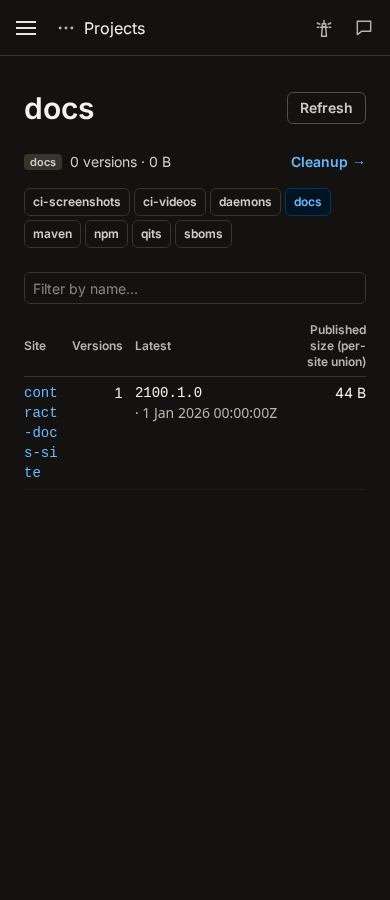 Projects
docs
Refresh
docs 0 versions · 0 B
Cleanup →
ci-screenshots ci-videos daemons docs
maven npm qits sboms
Filter by name...
Site Versions Latest Published size (per-site union)
cont
ract
-doc
s-si
te
1
2100.1.0
· 1 Jan 2026 00:00:00Z
44 B